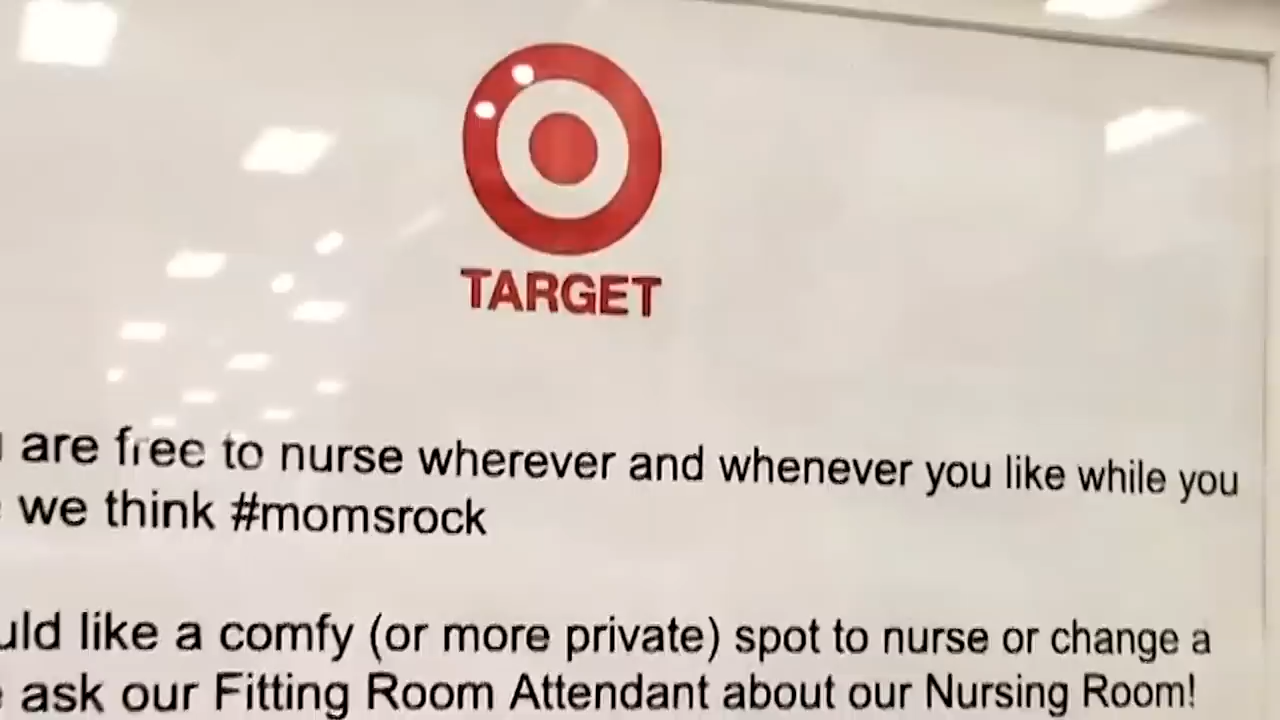 TARGET
are free to nurse wherever and whenever you like while you
we think #momsrock
like a comfy (or more private) spot to nurse or change a
ask our Fitting Room Attendant about our Nursing Room!